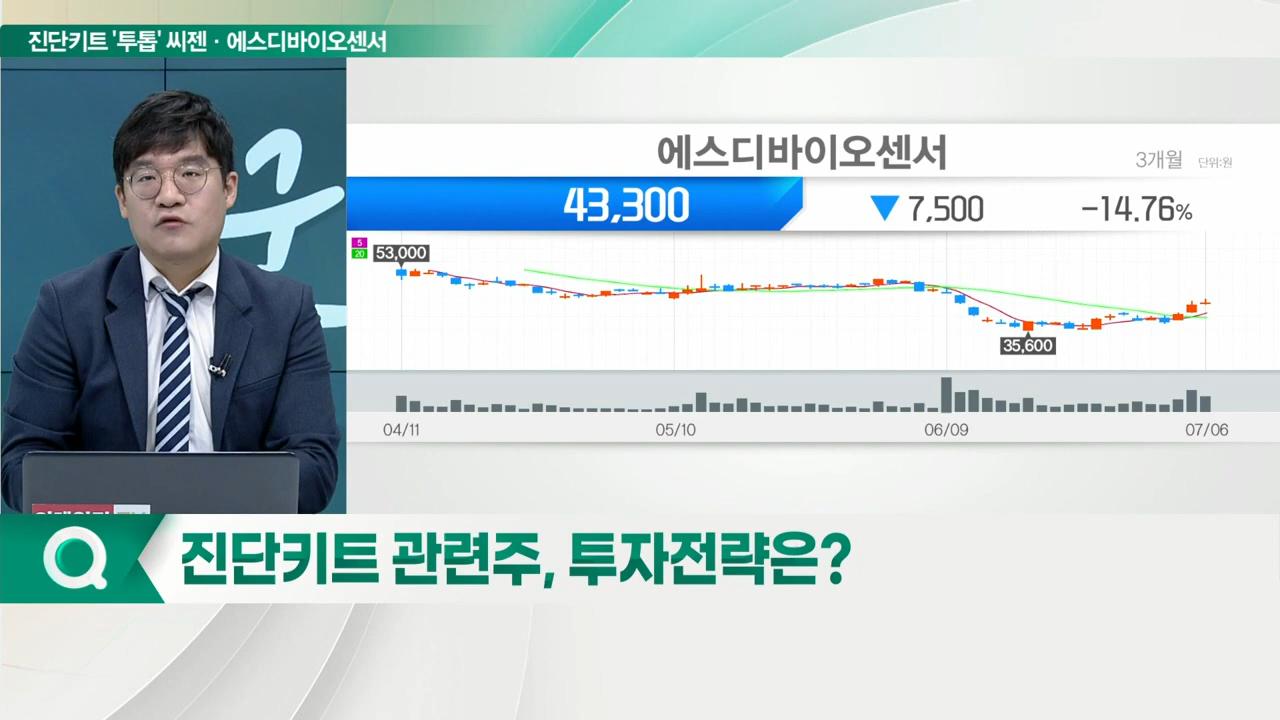 진단키트 '투톱' 씨젠 · 에스디바이오센서
에스디바이오센서
3개월 단위:원
43,300 ▼ 7,500 -14.76%
5
20
53,000
35,600
04/11 05/10 06/09 07/06
진단키트 관련주, 투자전략은?